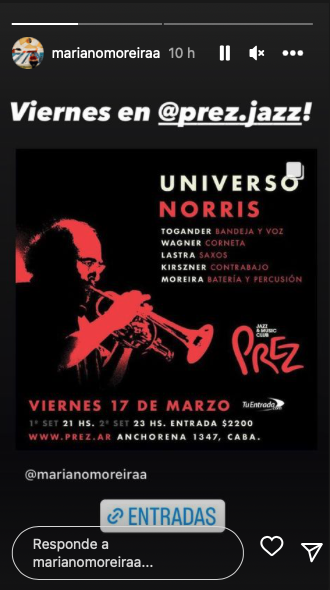 marianomoreiraa 10 h
Viernes en @prez.jazz!
UNIVERSO
NORRIS
TOGANDER BANDEJA Y VOZ
WAGNER CORNETA
LASTRA SAXOS
KIRSZNER CONTRABAJO
MOREIRA BATERÍA Y PERCUSIÓN
JAZZ
& MUSIC
CLUB
PREZ
VIERNES 17 DE MARZO TuEntrada
1º SET 21 HS. 2º SET 23 HS. ENTRADA $2200
WWW.PREZ.AR ANCHORENA 1347, CABA.
@marianomoreiraa
ENTRADAS
Responde a
marianomoreiraa...